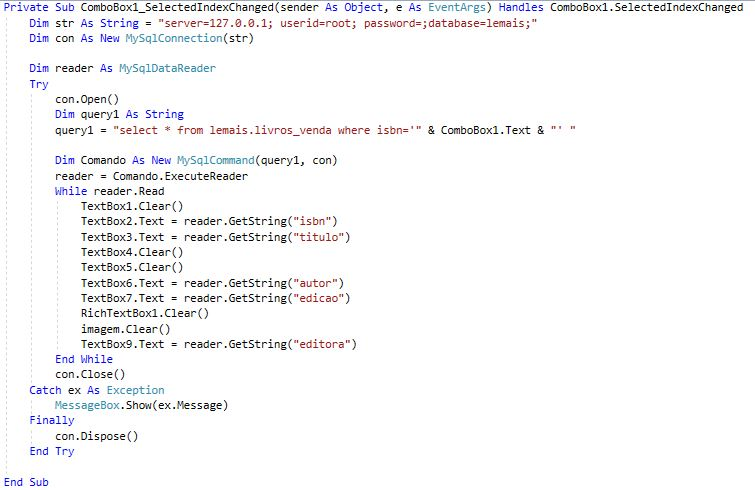 Private Sub ComboBox1_SelectedIndexChanged(sender As Object, e As EventArgs) Handles ComboBox1.SelectedIndexChanged
Dim str As String = "server=127.0.0.1; userid=root; password=;database=lemais;"
Dim con As New MySqlConnection(str)
Dim reader As MySqlDataReader
Try
con.Open()
Dim query1 As String
query1 = "select * from lemais.livros_venda where isbn='" & ComboBox1.Text & "' "
Dim Comando As New MySqlCommand(query1, con)
reader = Comando.ExecuteReader
While reader.Read
TextBox1.Clear()
TextBox2.Text = reader.GetString("isbn")
TextBox3.Text = reader.GetString("titulo")
TextBox4.Clear()
TextBox5.Clear()
TextBox6.Text = reader.GetString("autor")
TextBox7.Text = reader.GetString("edicao")
RichTextBox1.Clear()
imagem.Clear()
TextBox9.Text = reader.GetString("editora")
End While
con.Close()
Catch ex As Exception
MessageBox.Show(ex.Message)
Finally
con.Dispose()
End Try
End Sub